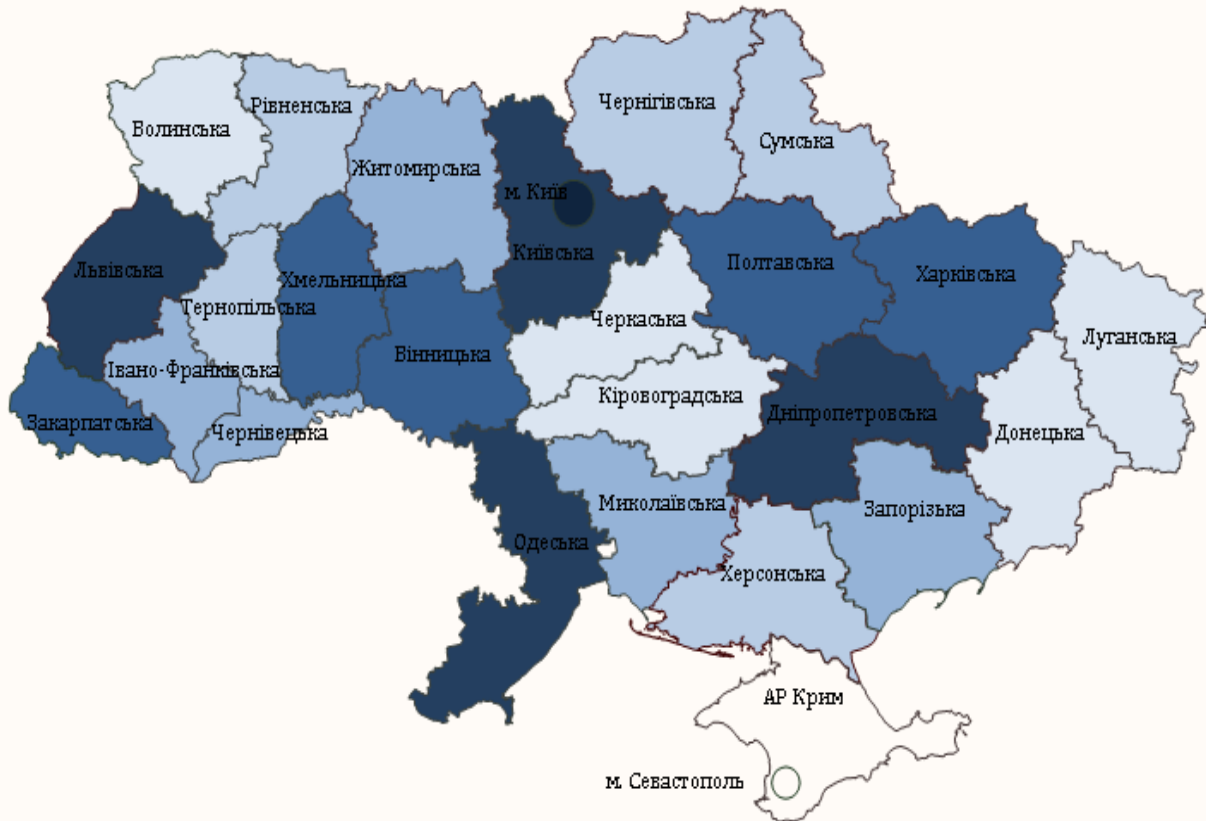 Чернігівська
Рівненська
Волинська
Сумська
Житомирська
м. Київ
Київська
Львівська
Полтавська
Харківська
Хмельницька
Тернопільська
Черкаська
Луганська
Вінницька
Івано-Франківська
Кіровоградська
Дніпропетровська
Закарпатська
Чернівецька
Донецька
Миколаївська
Запорізька
Одеська
Херсонська
АР Крим
м. Севастополь